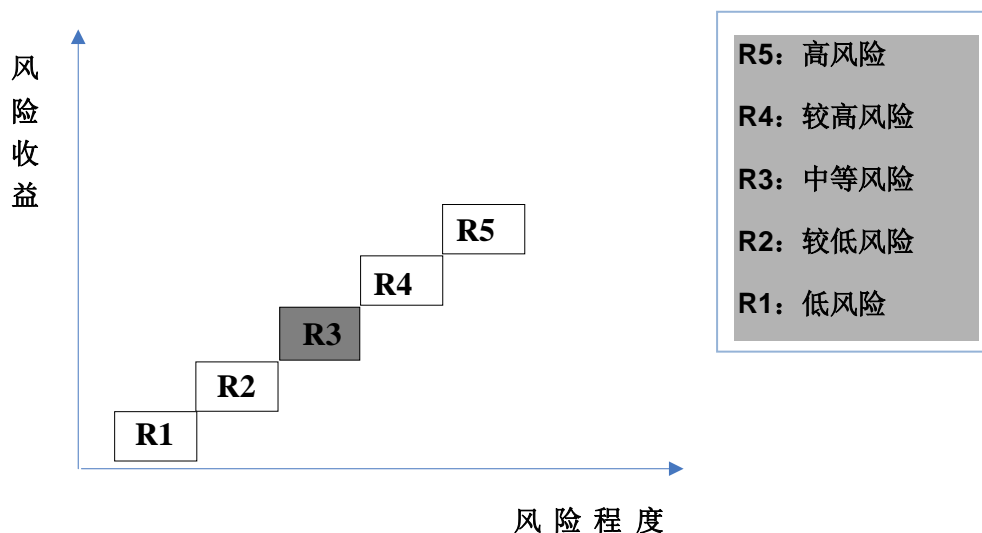 风
险
收
益
R5
R4
R3
R2
R1
风 险 程 度
R5：高风险
R4：较高风险
R3：中等风险
R2：较低风险
R1：低风险